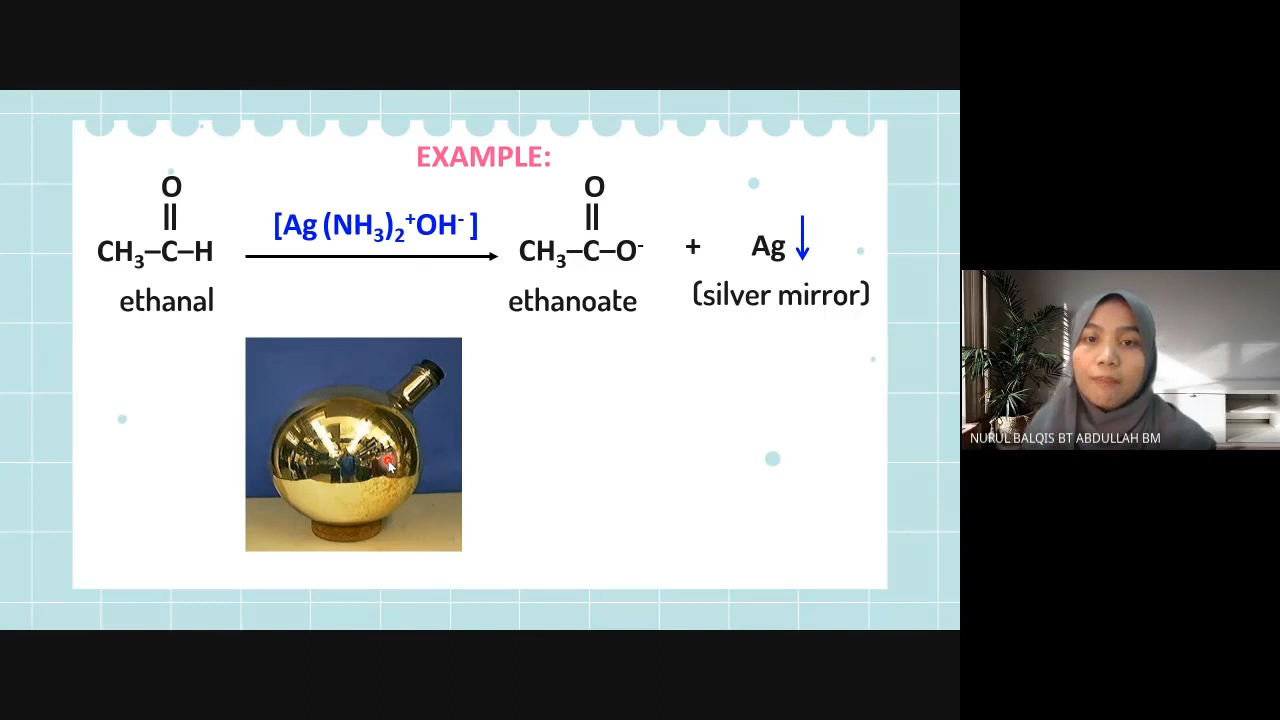 EXAMPLE:
O
||
CH₃–C–H
ethanal
[Ag (NH₃)₂⁺OH⁻ ]
O
||
CH₃–C–O⁻
ethanoate
+
Ag ↓
(silver mirror)
NURUL BALQIS BT ABDULLAH BM